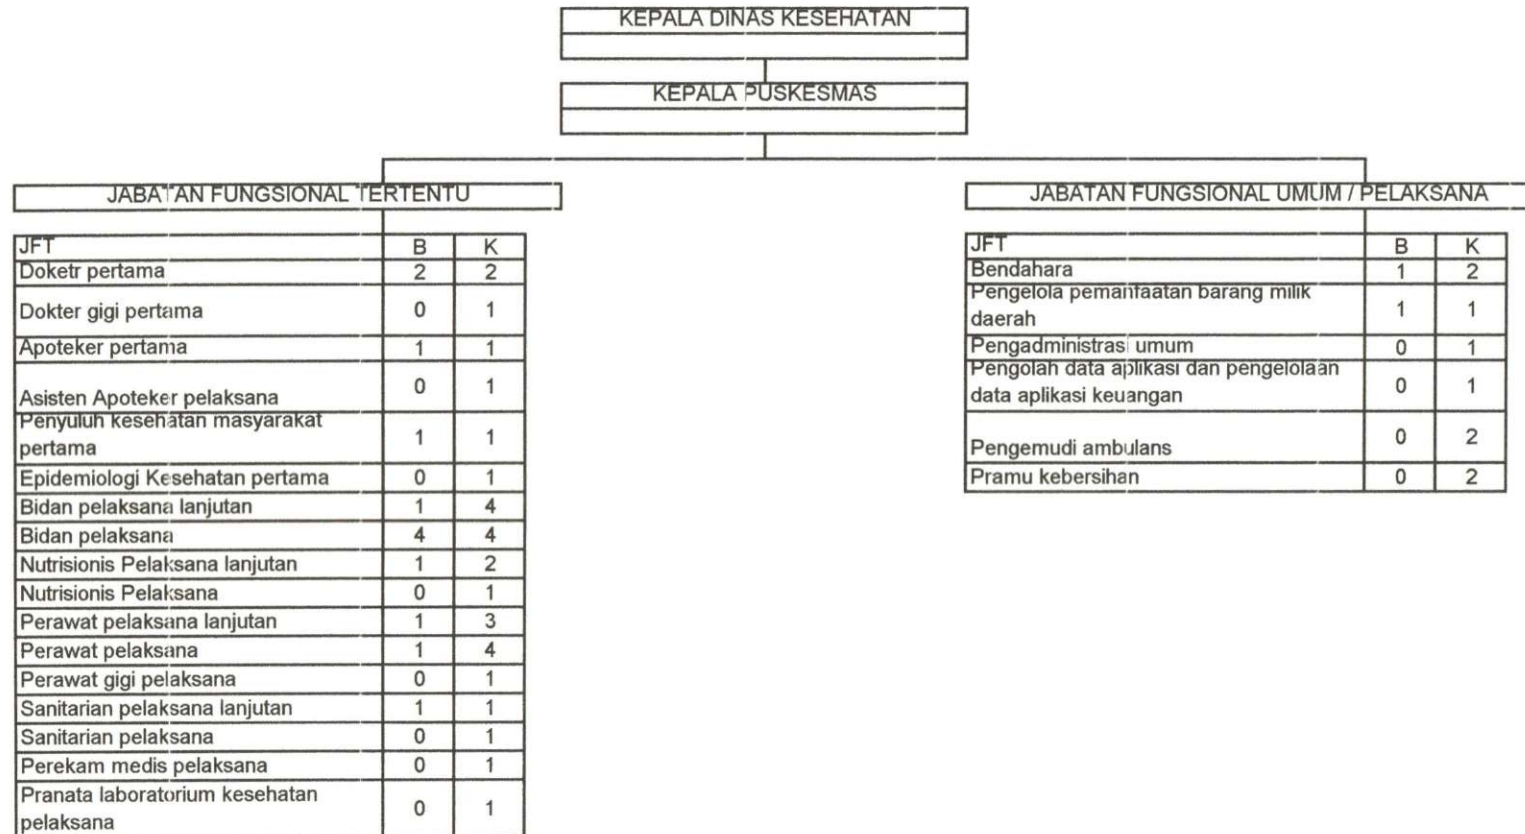 KEPALA DINAS KESEHATAN
KEPALA PUSKESMAS
JABATAN FUNGSIONAL TERTENTU
JFT B K
Doketr pertama 2 2
Dokter gigi pertama 0 1
Apoteker pertama 1 1
Asisten Apoteker pelaksana 0 1
Penyuluh kesehatan masyarakat
pertama 1 1
Epidemiologi Kesehatan pertama 0 1
Bidan pelaksana lanjutan 1 4
Bidan pelaksana 4 4
Nutrisionis Pelaksana lanjutan 1 2
Nutrisionis Pelaksana 0 1
Perawat pelaksana lanjutan 1 3
Perawat pelaksana 1 4
Perawat gigi pelaksana 0 1
Sanitarian pelaksana lanjutan 1 1
Sanitarian pelaksana 0 1
Perekam medis pelaksana 0 1
Pranata laboratorium kesehatan
pelaksana 0 1
JABATAN FUNGSIONAL UMUM / PELAKSANA
JFT B K
Bendahara 1 2
Pengelola pemanfaatan barang milik
daerah 1 1
Pengadministrasi umum 0 1
Pengolah data aplikasi dan pengelolaan
data aplikasi keuangan 0 1
Pengemudi ambulans 0 2
Pramu kebersihan 0 2